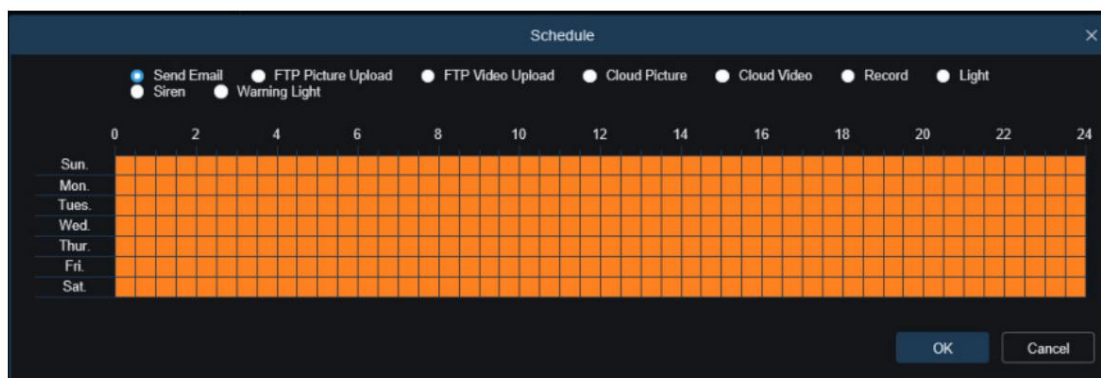 Schedule
Send Email FTP Picture Upload FTP Video Upload Cloud Picture Cloud Video Record Light
Siren Warning Light
0 2 4 6 8 10 12 14 16 18 20 22 24
Sun.
Mon.
Tues.
Wed.
Thur.
Fri.
Sat.
OK Cancel